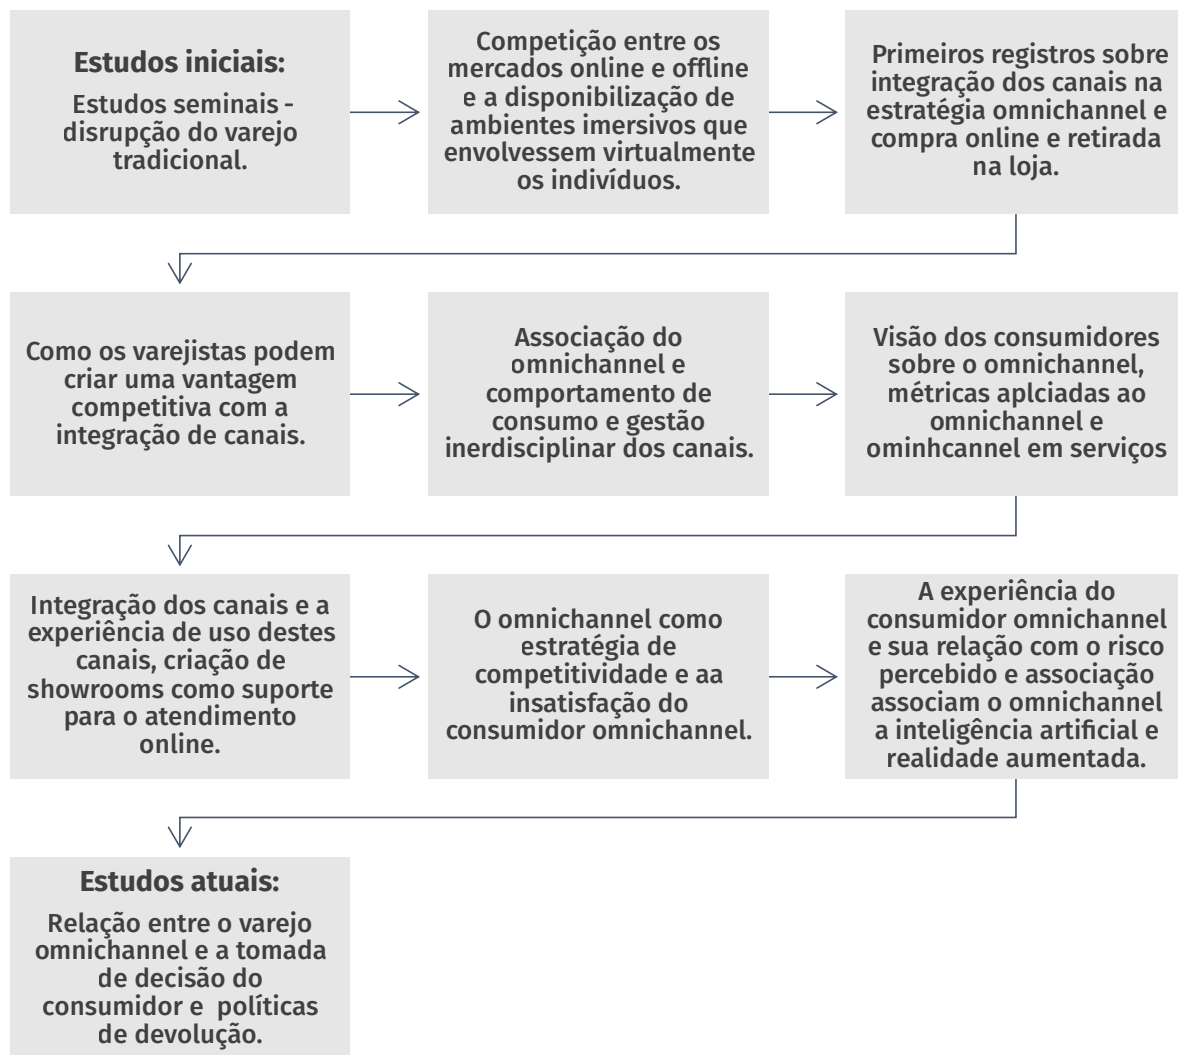 Estudos iniciais:
Estudos seminais -
disrupção do varejo
tradicional.
Competição entre os
mercados online e offline
e a disponibilização de
ambientes imersivos que
envolvessem virtualmente
os indivíduos.
Primeiros registros sobre
integração dos canais na
estratégia omnichannel e
compra online e retirada
na loja.
Como os varejistas podem
criar uma vantagem
competitiva com a
integração de canais.
Associação do
omnichannel e
comportamento de
consumo e gestão
inerdisciplinar dos canais.
Visão dos consumidores
sobre o omnichannel,
métricas aplciadas ao
omnichannel e
ominhcannel em serviços
Integração dos canais e a
experiência de uso destes
canais, criação de
showrooms como suporte
para o atendimento
online.
O omnichannel como
estratégia de
competitividade e aa
insatisfação do
consumidor omnichannel.
A experiência do
consumidor omnichannel
e sua relação com o risco
percebido e associação
associam o omnichannel
a inteligência artificial e
realidade aumentada.
Estudos atuais:
Relação entre o varejo
omnichannel e a tomada
de decisão do
consumidor e  políticas
de devolução.